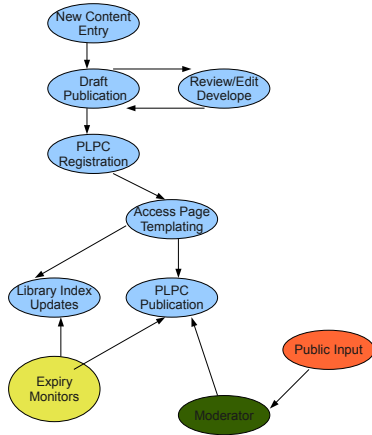 New Content
Entry
Draft
Publication
Review/Edit
Develope
PLPC
Registration
Access Page
Templating
Library Index
Updates
PLPC
Publication
Public Input
Expiry
Monitors
Moderator